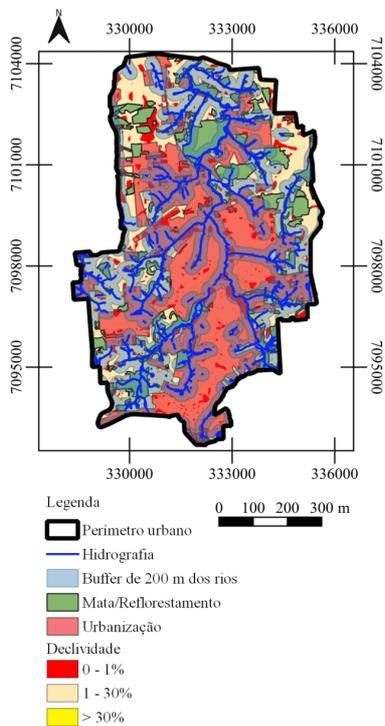 N
330000 333000 336000
7104000 7104000
7101000 7101000
7098000 7098000
7095000 7095000
330000 333000 336000
Legenda
Perímetro urbano
Hidrografia
Buffer de 200 m dos rios
Mata/Reflorestamento
Urbanização
Declividade
0 - 1%
1 - 30%
> 30%
0 100 200 300 m